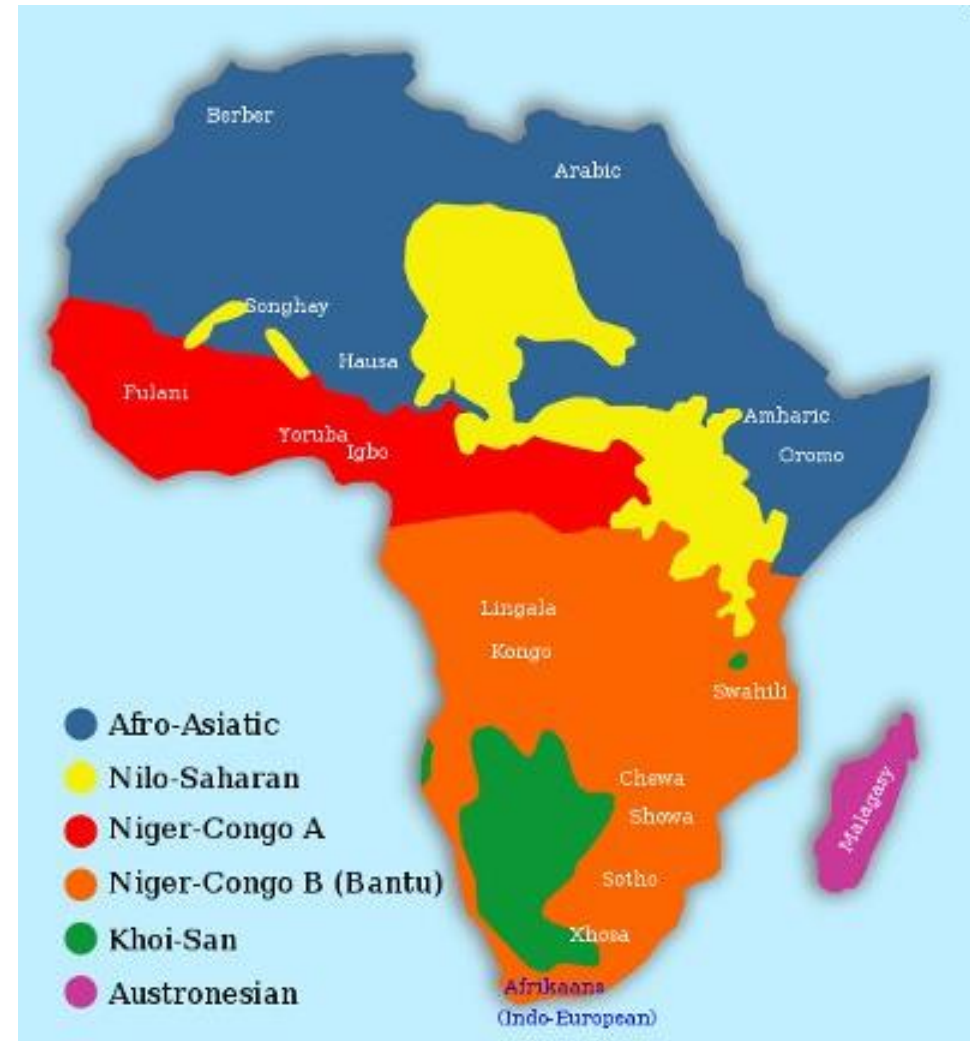 Berber
Arabic
Songhay
Hausa
Fulani
Yoruba
Igbo
Amharic
Oromo
Lingala
Kongo
Swahili
Chewa
Showa
Sotho
Xhosa
Malagasy
Afrikaans
(Indo-European)
Afro-Asiatic
Nilo-Saharan
Niger-Congo A
Niger-Congo B (Bantu)
Khoi-San
Austronesian